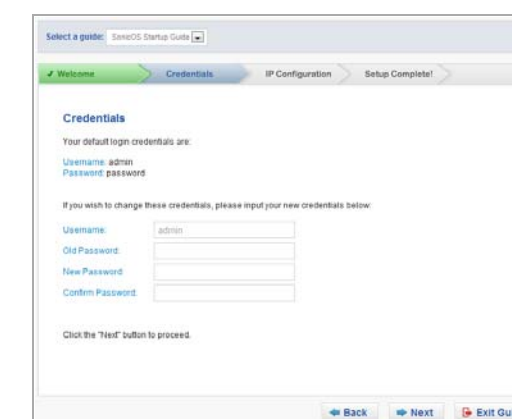 Select a guide: SonicOS Startup Guide
✓ Welcome Credentials IP Configuration Setup Complete!
Credentials
Your default login credentials are:
Username: admin
Password: password
If you wish to change these credentials, please input your new credentials below:
Username: admin
Old Password:
New Password:
Confirm Password:
Click the "Next" button to proceed.
Back Next Exit Gu